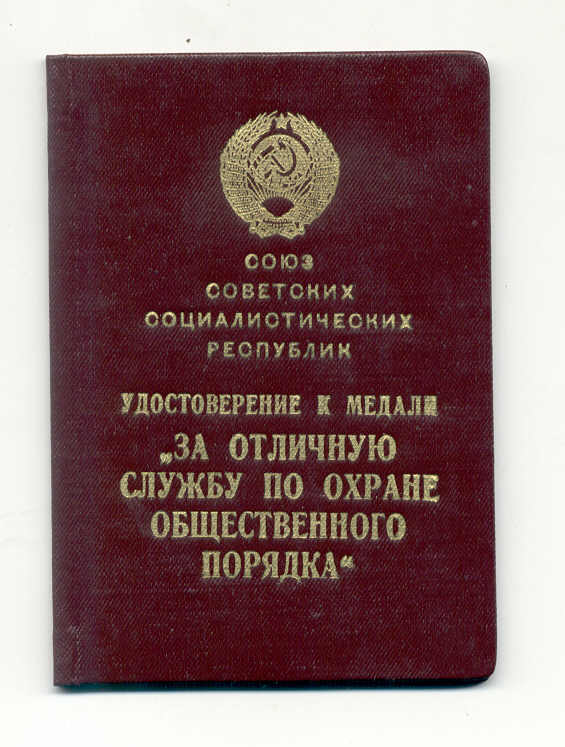 СОЮЗ
СОВЕТСКИХ
СОЦИАЛИСТИЧЕСКИХ
РЕСПУБЛИК
УДОСТОВЕРЕНИЕ К МЕДАЛИ
„ЗА ОТЛИЧНУЮ
СЛУЖБУ ПО ОХРАНЕ
ОБЩЕСТВЕННОГО
ПОРЯДКА“